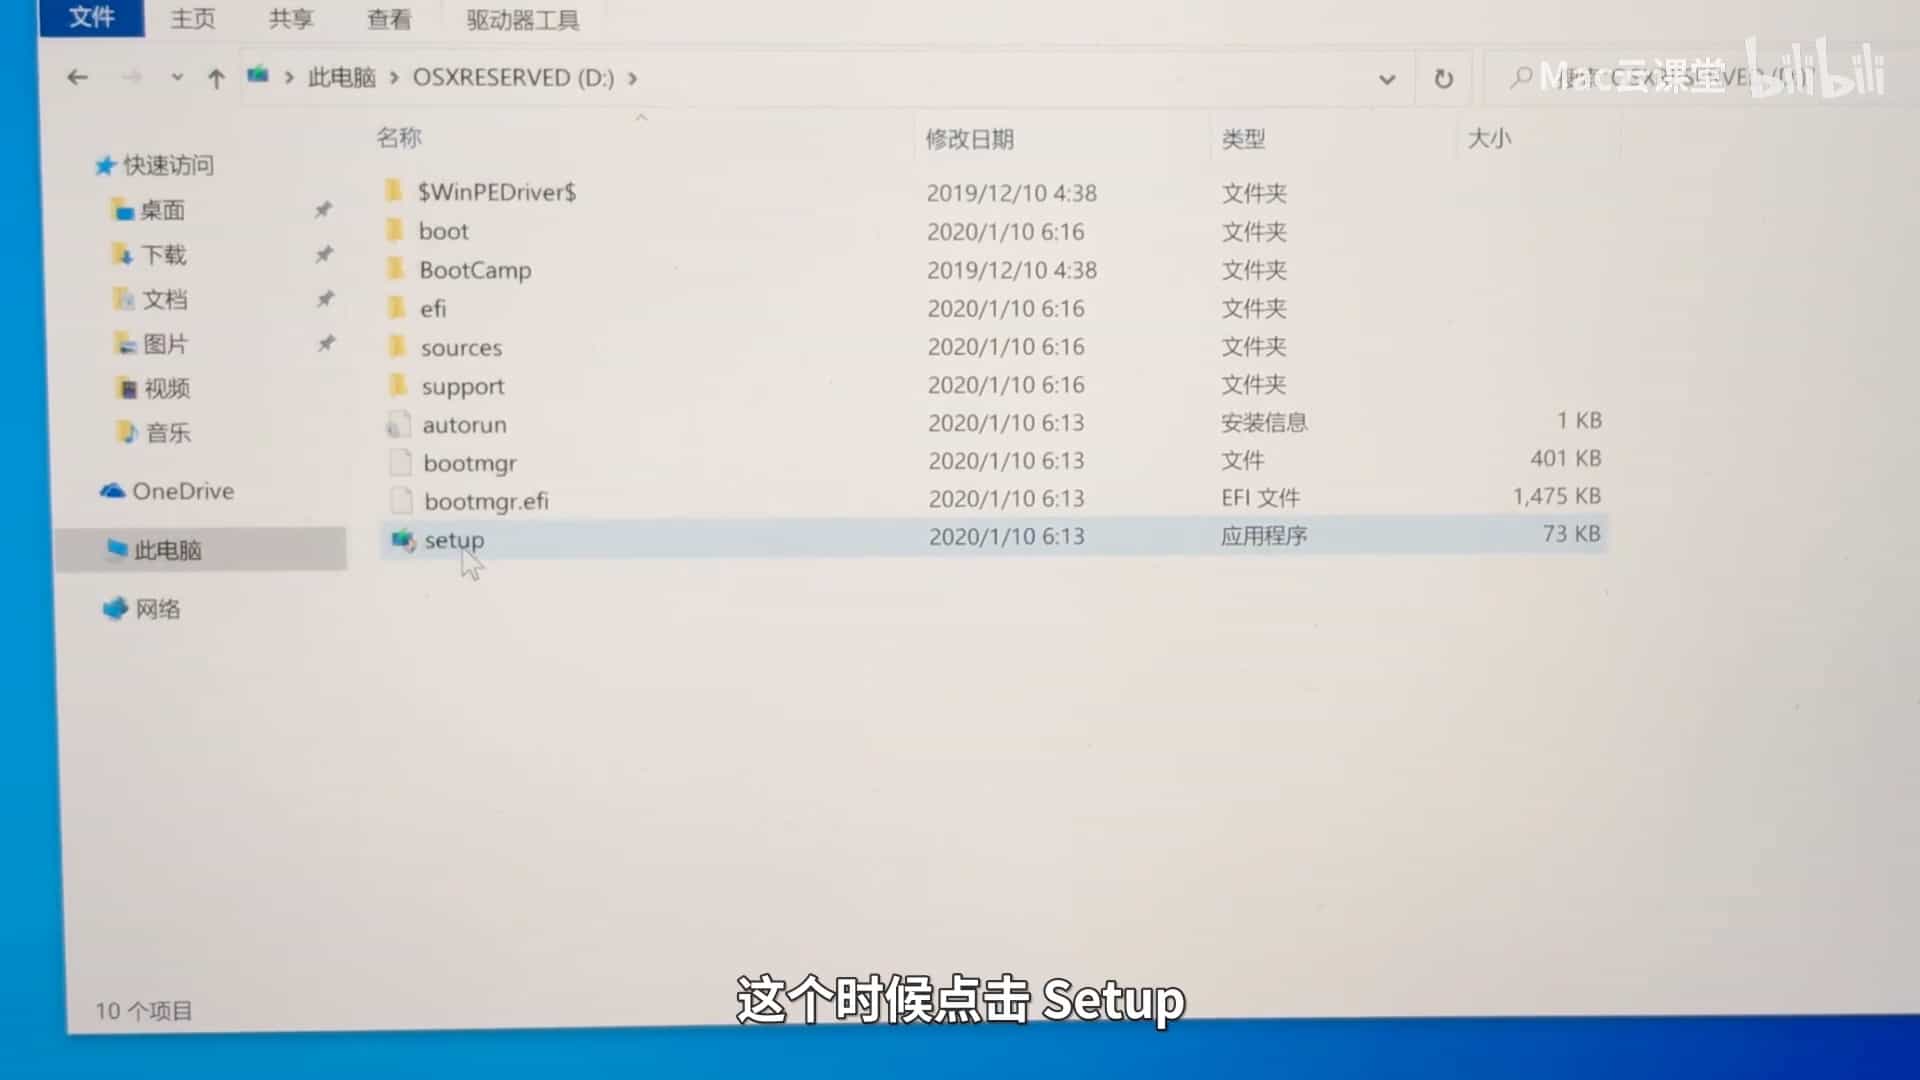 文件 主页 共享 查看 驱动器工具
此电脑 OSXRESERVED (D:)
Mac云课堂 bilibili
名称 修改日期 类型 大小
快速访问
桌面
下载
文档
图片
视频
音乐
OneDrive
此电脑
网络
$WinPEDriver$ 2019/12/10 4:38 文件夹
boot 2020/1/10 6:16 文件夹
BootCamp 2019/12/10 4:38 文件夹
efi 2020/1/10 6:16 文件夹
sources 2020/1/10 6:16 文件夹
support 2020/1/10 6:16 文件夹
autorun 2020/1/10 6:13 安装信息 1 KB
bootmgr 2020/1/10 6:13 文件 401 KB
bootmgr.efi 2020/1/10 6:13 EFI 文件 1,475 KB
setup 2020/1/10 6:13 应用程序 73 KB
10 个项目
这个时候点击 Setup